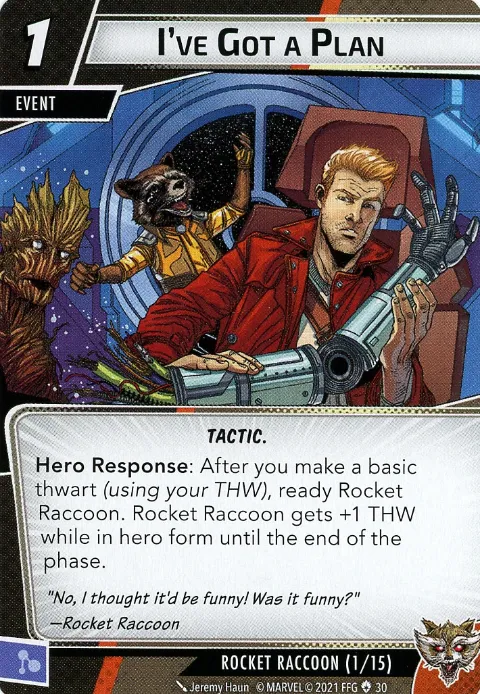 1
I'VE GOT A PLAN
EVENT
TACTIC.
Hero Response: After you make a basic
thwart (using your THW), ready Rocket
Raccoon. Rocket Raccoon gets +1 THW
while in hero form until the end of the
phase.
"No, I thought it'd be funny! Was it funny?"
—Rocket Raccoon
ROCKET RACCOON (1/15)
Jeremy Haun © MARVEL © 2021 FFG 30